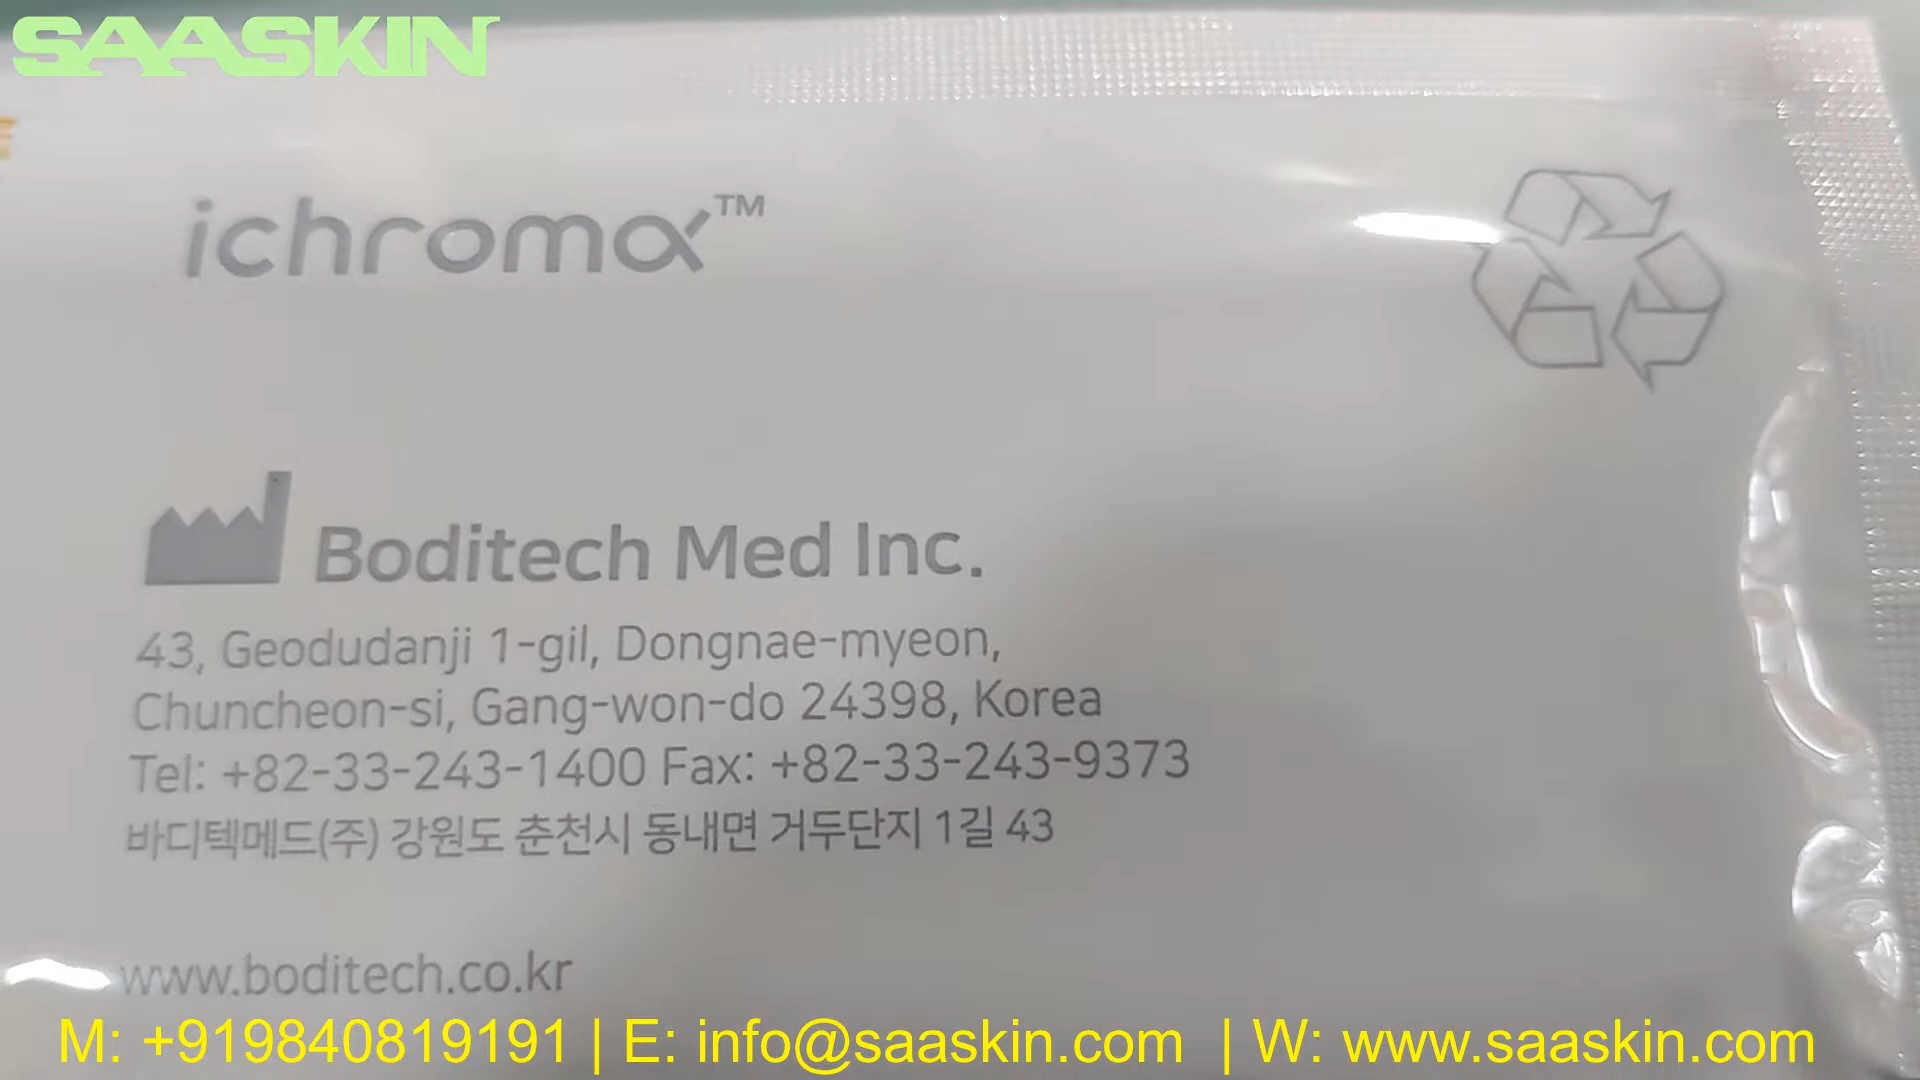 SAASKIN
ichroma™
Boditech Med Inc.
43, Geodudanji 1-gil, Dongnae-myeon,
Chuncheon-si, Gang-won-do 24398, Korea
Tel: +82-33-243-1400 Fax: +82-33-243-9373
바디텍메드(주) 강원도 춘천시 동내면 거두단지 1길 43
www.boditech.co.kr
M: +919840819191 | E: info@saaskin.com | W: www.saaskin.com